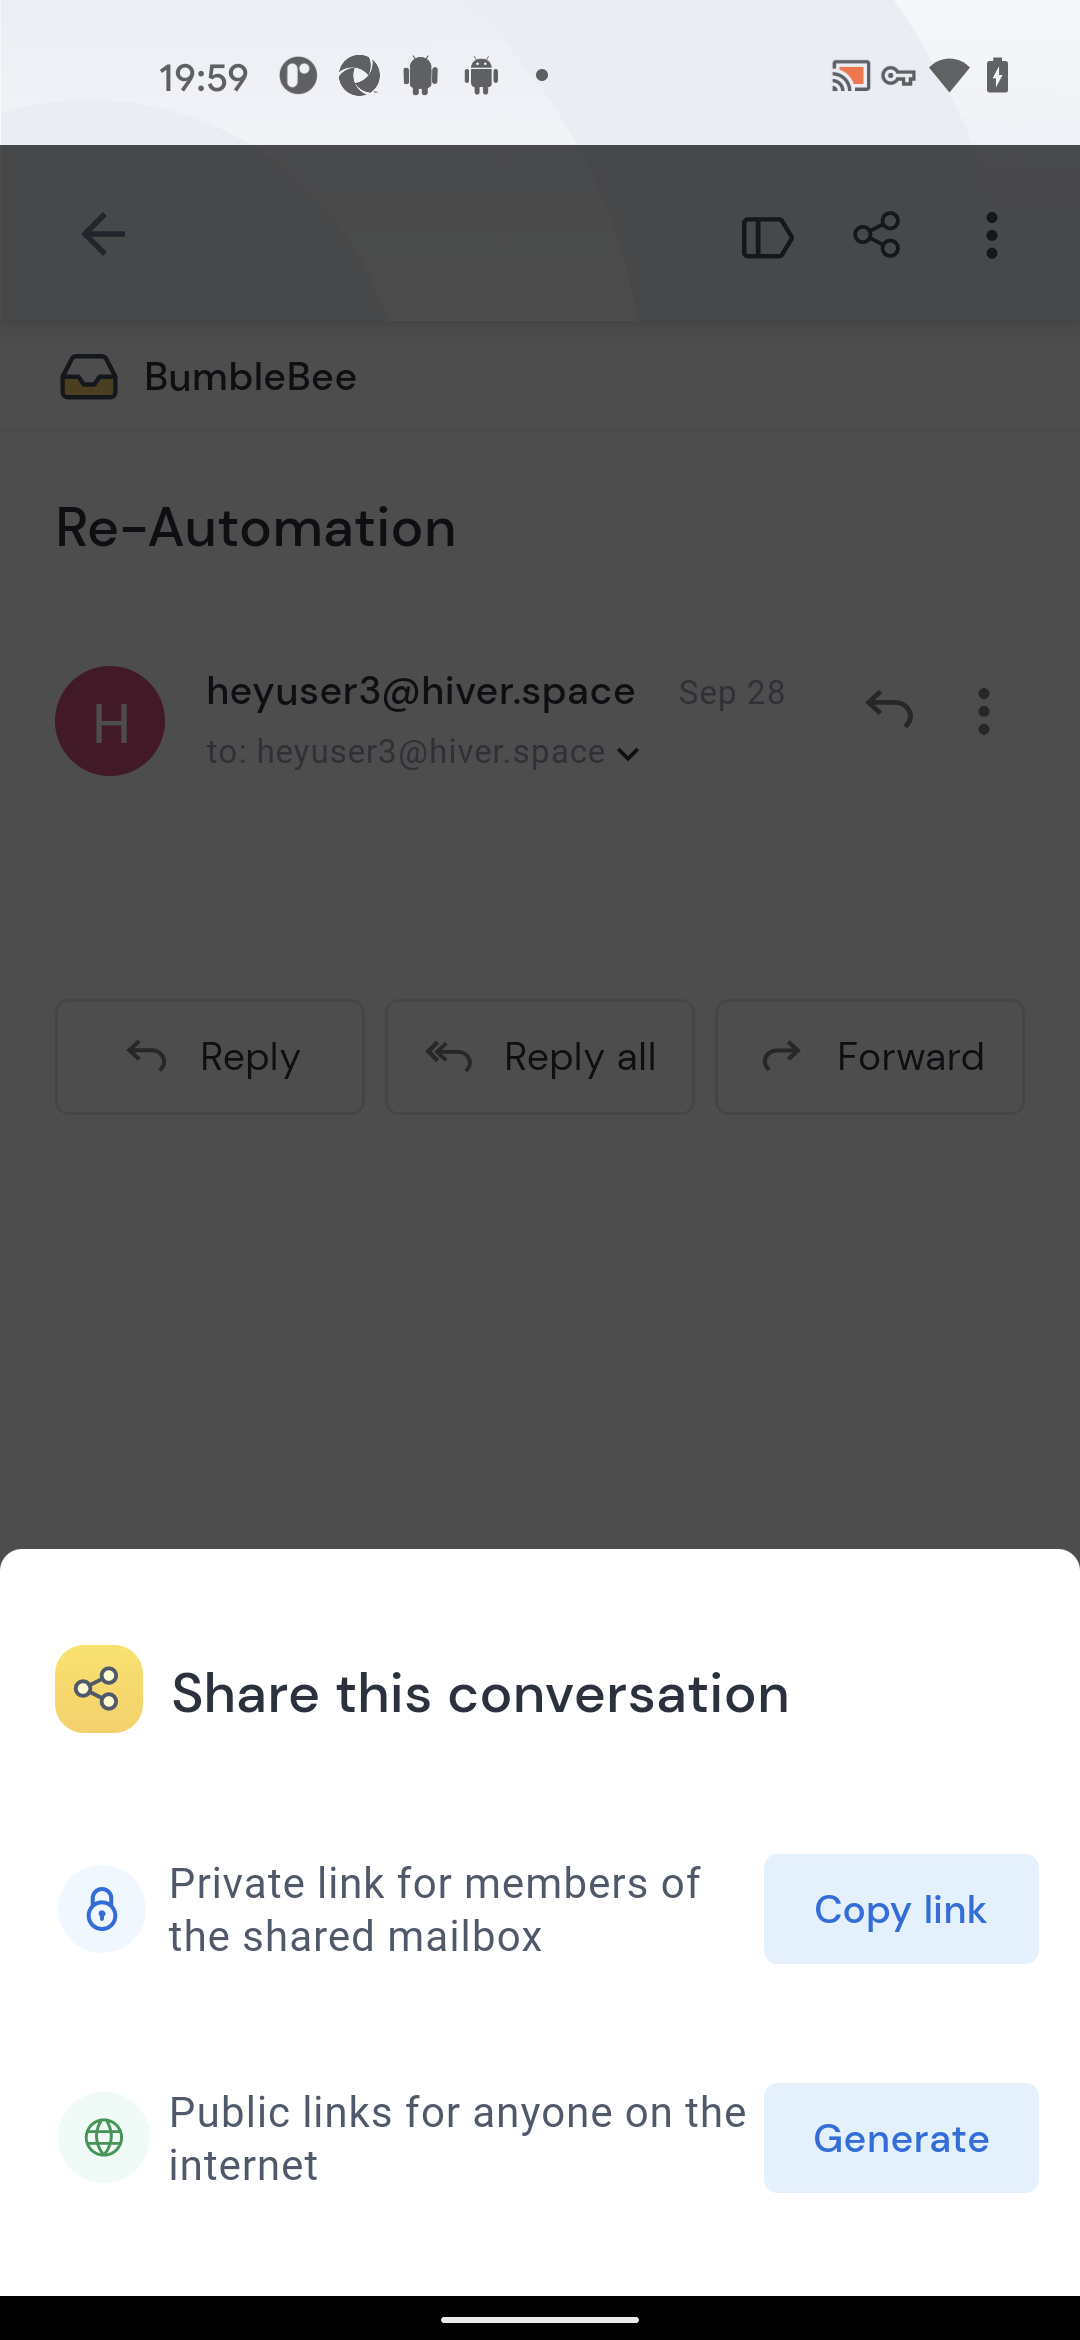 19:59
BumbleBee
Re-Automation
H
heyuser3@hiver.space Sep 28
to: heyuser3@hiver.space
Reply Reply all Forward
Share this conversation
Private link for members of
the shared mailbox
Copy link
Public links for anyone on the
internet
Generate